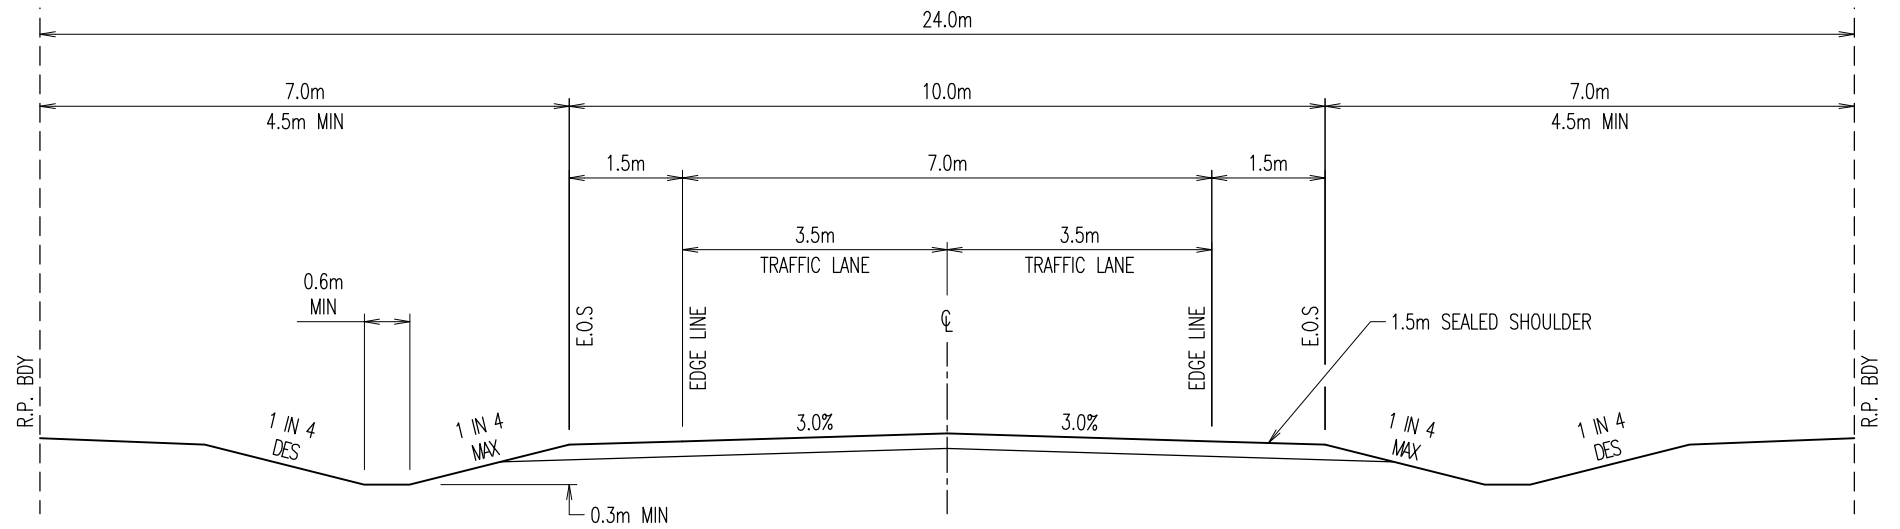 24.0m
7.0m
10.0m
7.0m
4.5m MIN
4.5m MIN
1.5m
7.0m
1.5m
3.5m
3.5m
TRAFFIC LANE
TRAFFIC LANE
0.6m
MIN
R.P. BDY
E.O.S
EDGE LINE
℄
EDGE LINE
E.O.S
1.5m SEALED SHOULDER
R.P. BDY
1 IN 4
DES
1 IN 4
MAX
3.0%
3.0%
1 IN 4
MAX
1 IN 4
DES
0.3m MIN